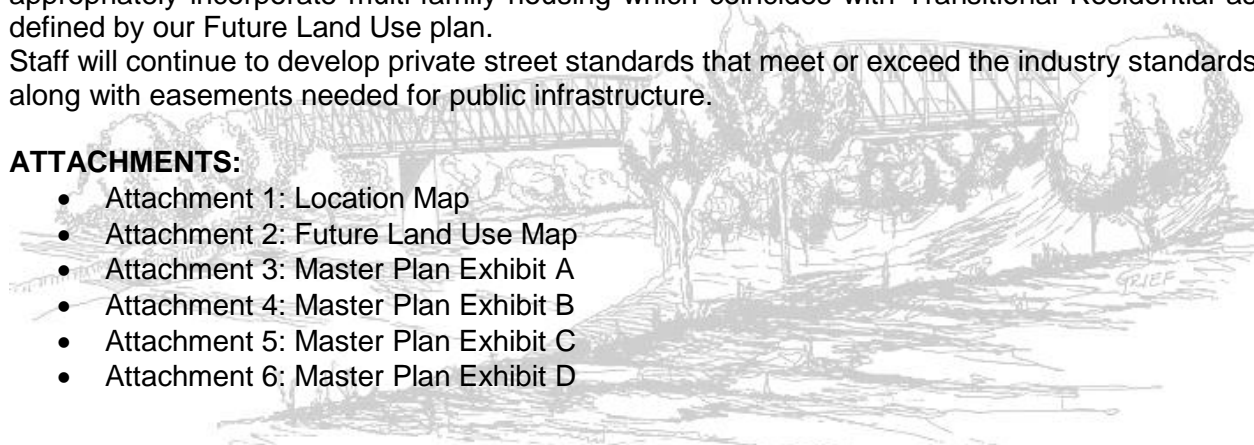 appropriately incorporate multi-family housing which coincides with Transitional Residential as
defined by our Future Land Use plan.
Staff will continue to develop private street standards that meet or exceed the industry standards
along with easements needed for public infrastructure.
ATTACHMENTS:
• Attachment 1: Location Map
• Attachment 2: Future Land Use Map
• Attachment 3: Master Plan Exhibit A
• Attachment 4: Master Plan Exhibit B
• Attachment 5: Master Plan Exhibit C
• Attachment 6: Master Plan Exhibit D